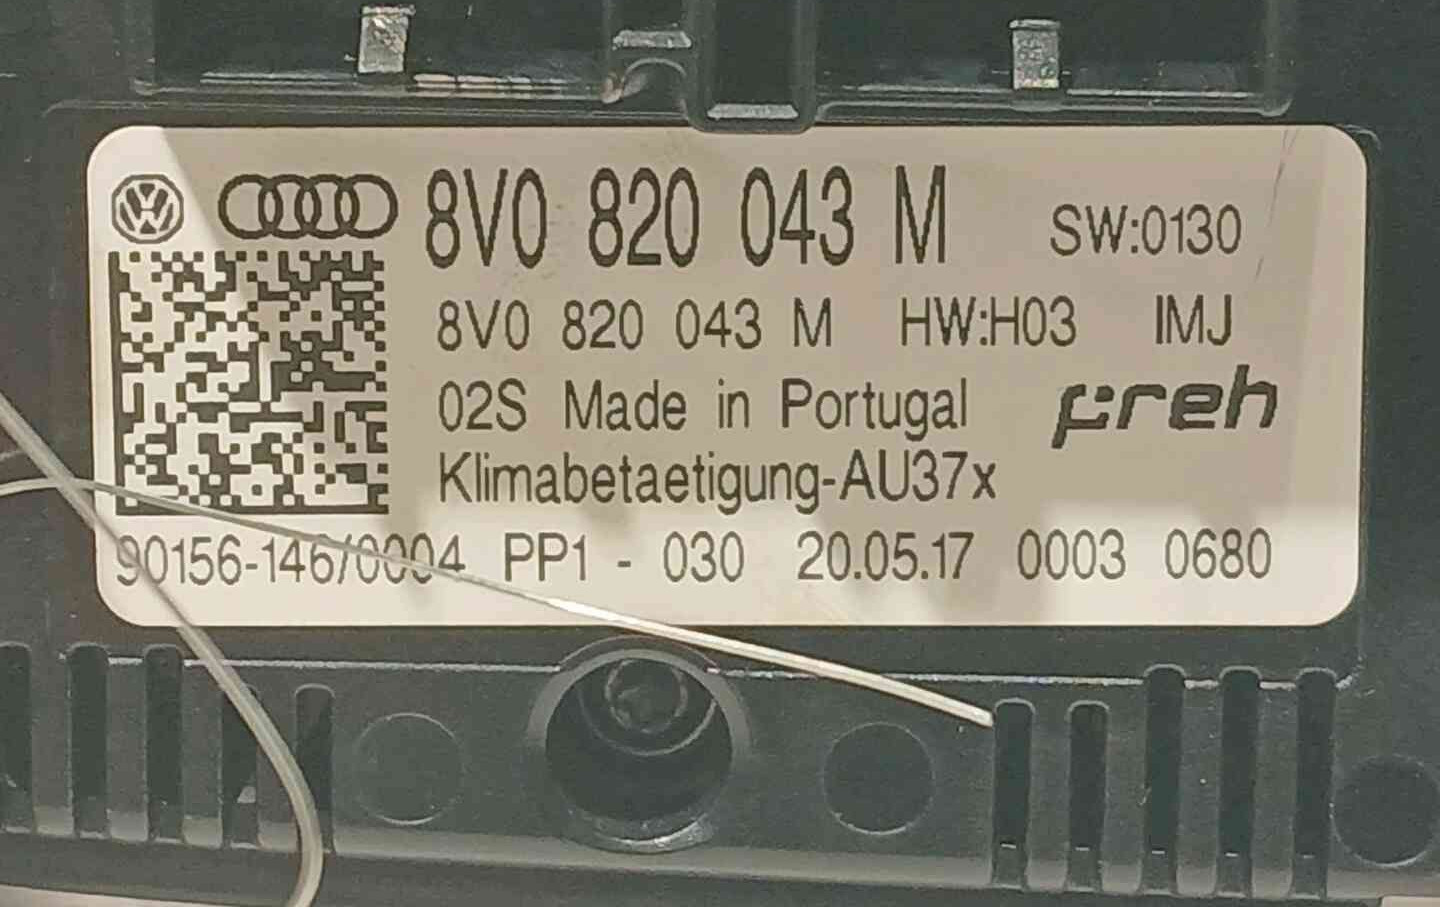 8V0 820 043 M SW:0130
8V0 820 043 M HW:H03 IMJ
02S Made in Portugal preh
Klimabetaetigung-AU37x
90156-146/0004 PP1 - 030 20.05.17 0003 0680